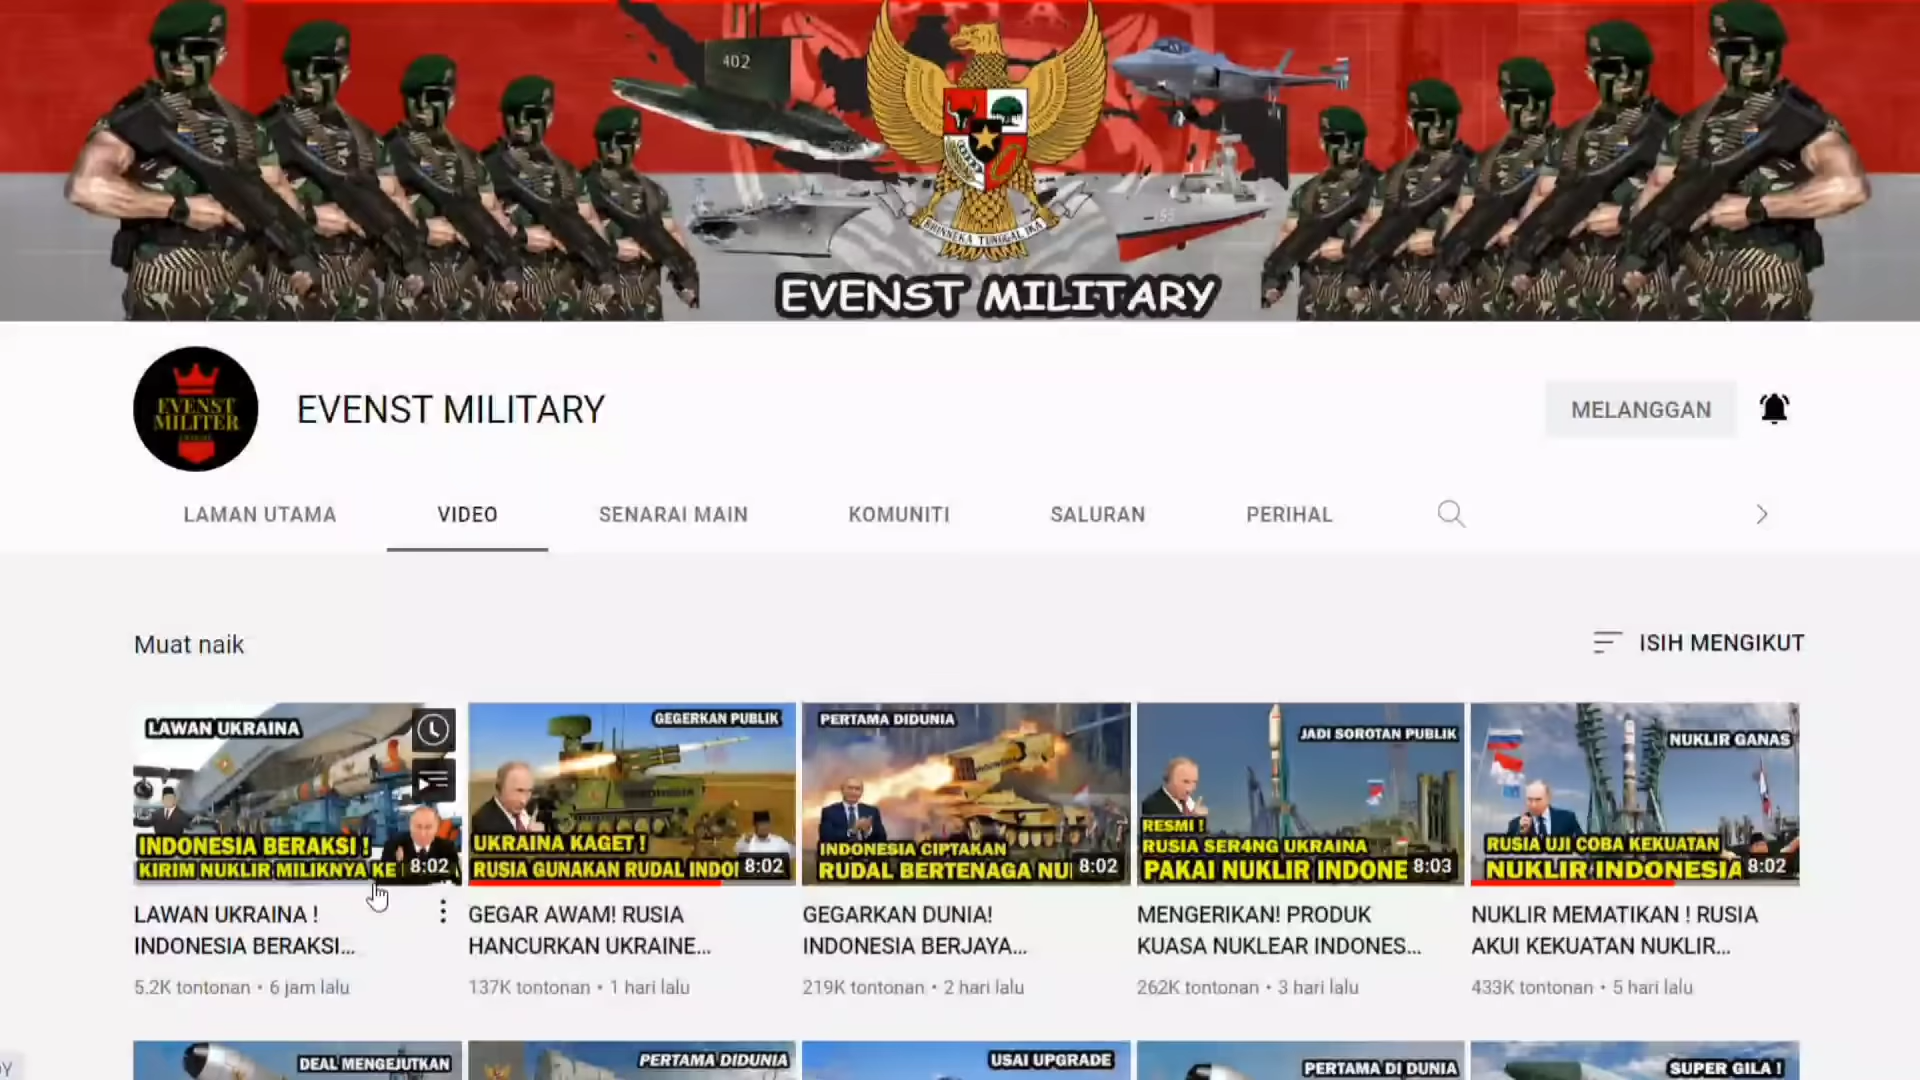 402
BHINNEKA TUNGGAL IKA
EVENST MILITARY
EVENST
MILITER
EVENST MILITARY
MELANGGAN
LAMAN UTAMA
VIDEO
SENARAI MAIN
KOMUNITI
SALURAN
PERIHAL
Muat naik
ISIH MENGIKUT
LAWAN UKRAINA
INDONESIA BERAKSI !
KIRIM NUKLIR MILIKNYA KE
8:02
GEGERKAN PUBLIK
UKRAINA KAGET !
RUSIA GUNAKAN RUDAL INDO
8:02
PERTAMA DIDUNIA
INDONESIA CIPTAKAN
RUDAL BERTENAGA NU
8:02
JADI SOROTAN PUBLIK
RESMI !
RUSIA SER4NG UKRAINA
PAKAI NUKLIR INDONE
8:03
NUKLIR GANAS
RUSIA UJI COBA KEKUATAN
NUKLIR INDONESIA
8:02
LAWAN UKRAINA !
INDONESIA BERAKSI...
5.2K tontonan • 6 jam lalu
GEGAR AWAM! RUSIA
HANCURKAN UKRAINE...
137K tontonan • 1 hari lalu
GEGARKAN DUNIA!
INDONESIA BERJAYA...
219K tontonan • 2 hari lalu
MENGERIKAN! PRODUK
KUASA NUKLEAR INDONES...
262K tontonan • 3 hari lalu
NUKLIR MEMATIKAN ! RUSIA
AKUI KEKUATAN NUKLIR...
433K tontonan • 5 hari lalu
DEAL MENGEJUTKAN
PERTAMA DIDUNIA
USAI UPGRADE
PERTAMA DI DUNIA
SUPER GILA !